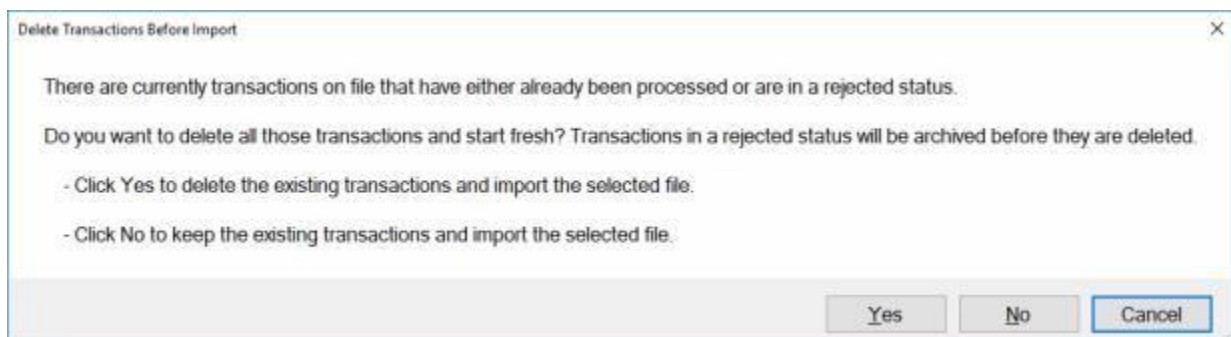 Delete Transactions Before Import
There are currently transactions on file that have either already been processed or are in a rejected status.
Do you want to delete all those transactions and start fresh? Transactions in a rejected status will be archived before they are deleted.
- Click Yes to delete the existing transactions and import the selected file.
- Click No to keep the existing transactions and import the selected file.
Yes No Cancel